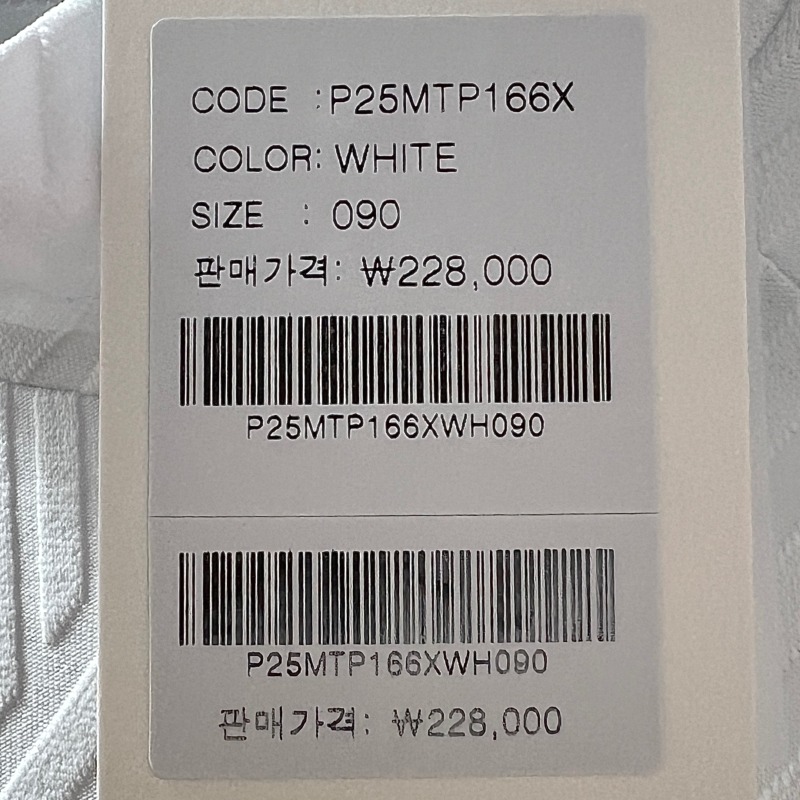 CODE : P25MTP166X
COLOR: WHITE
SIZE : 090
판매가격: ₩228,000
P25MTP166XWH090
P25MTP166XWH090
판매가격: ₩228,000